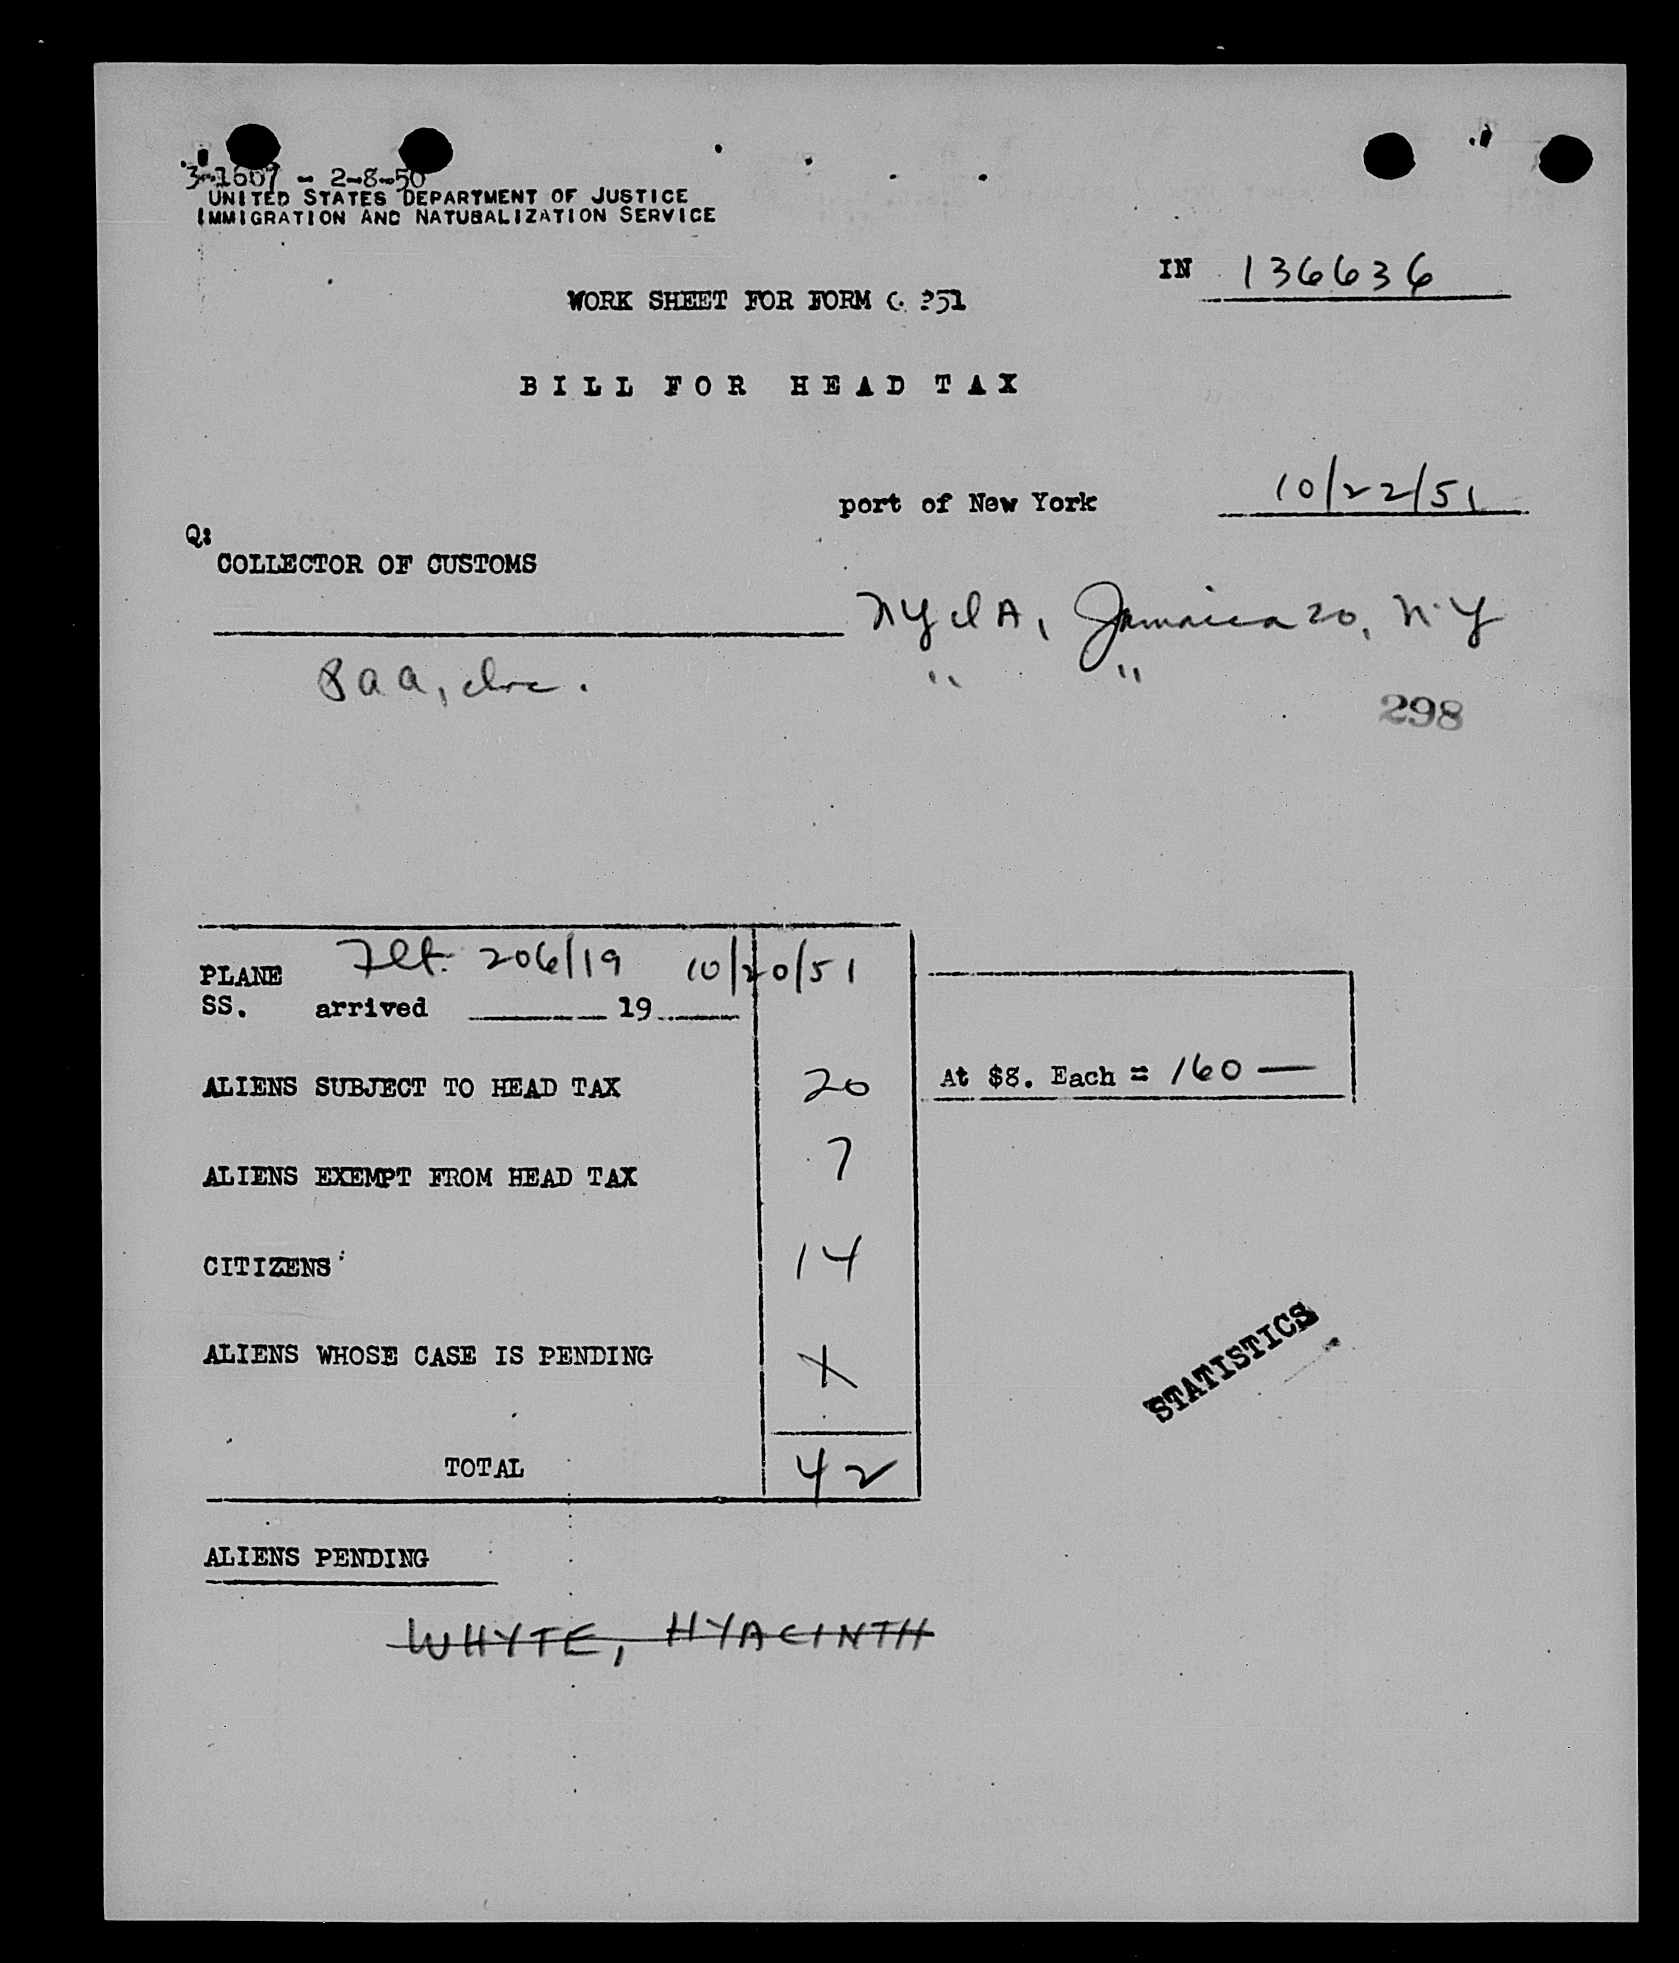 3-1607 - 2-8-50
UNITED STATES DEPARTMENT OF JUSTICE
IMMIGRATION AND NATURALIZATION SERVICE
IN 136636
WORK SHEET FOR FORM 251
BILL FOR HEAD TAX
port of New York 10/22/51
Q:
COLLECTOR OF CUSTOMS
NYIA, Jamaica 20, N.Y
" "
PAA, Inc.
298
PLANE Flt. 206/19 10/20/51
SS. arrived 19
ALIENS SUBJECT TO HEAD TAX 20 At $8. Each = 160 —
ALIENS EXEMPT FROM HEAD TAX 7
CITIZENS 14
ALIENS WHOSE CASE IS PENDING
STATISTICS
TOTAL 42
ALIENS PENDING
WHYTE, HYACINTH